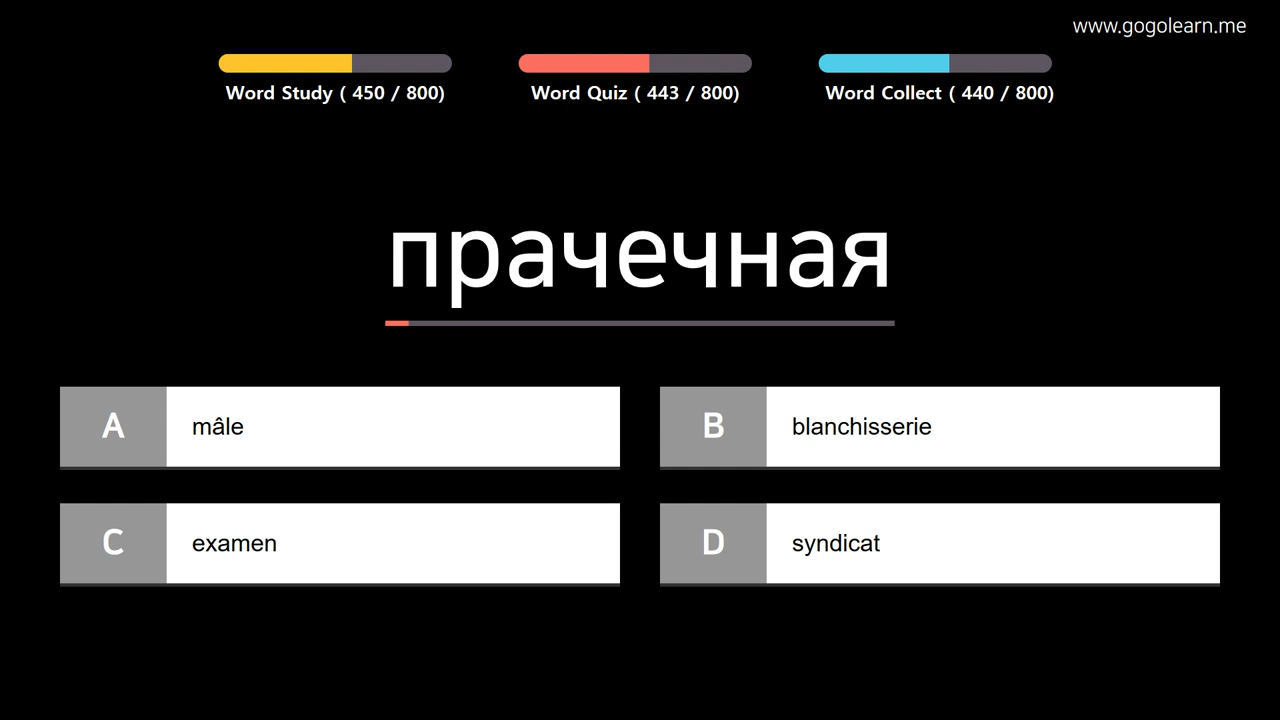 www.gogolearn.me
Word Study ( 450 / 800)
Word Quiz ( 443 / 800)
Word Collect ( 440 / 800)
прачечная
A mâle
B blanchisserie
C examen
D syndicat